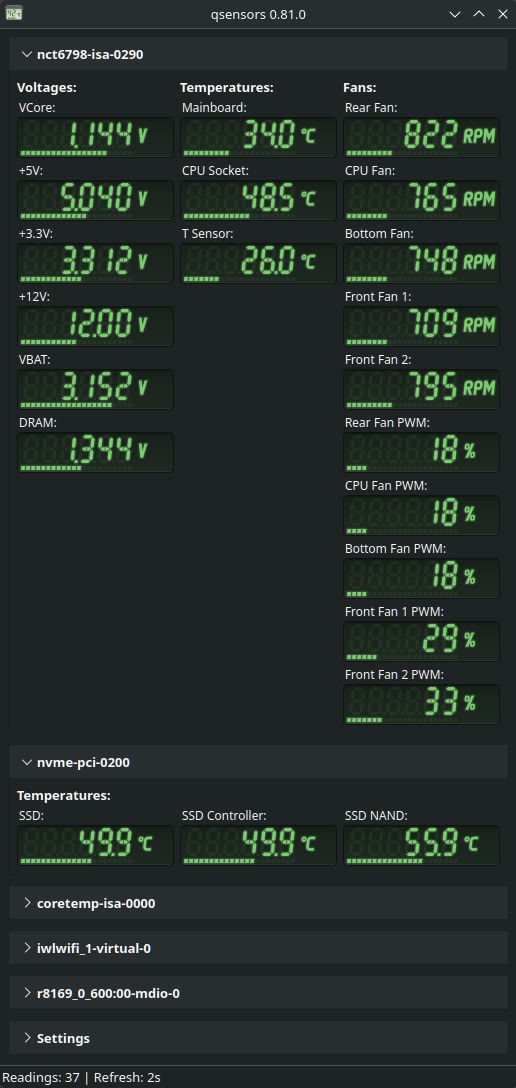 qsensors 0.81.0
nct6798-isa-0290
Voltages:
VCore:
1.144 V
+5V:
5.040 V
+3.3V:
3.312 V
+12V:
12.00 V
VBAT:
3.152 V
DRAM:
1.344 V
Temperatures:
Mainboard:
34.0 °C
CPU Socket:
48.5 °C
T Sensor:
26.0 °C
Fans:
Rear Fan:
822 RPM
CPU Fan:
765 RPM
Bottom Fan:
748 RPM
Front Fan 1:
709 RPM
Front Fan 2:
795 RPM
Rear Fan PWM:
18 %
CPU Fan PWM:
18 %
Bottom Fan PWM:
18 %
Front Fan 1 PWM:
29 %
Front Fan 2 PWM:
33 %
nvme-pci-0200
Temperatures:
SSD:
49.9 °C
SSD Controller:
49.9 °C
SSD NAND:
55.9 °C
coretemp-isa-0000
iwlwifi_1-virtual-0
r8169_0_600:00-mdio-0
Settings
Readings: 37 | Refresh: 2s